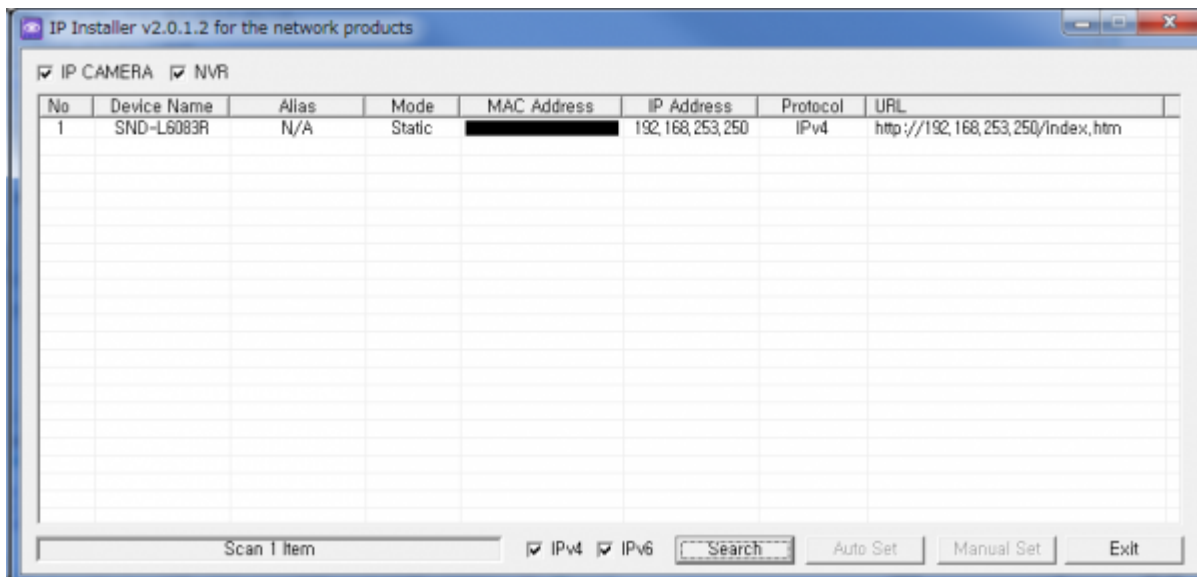 IP Installer v2.0.1.2 for the network products
IP CAMERA NVR
No Device Name Alias Mode MAC Address IP Address Protocol URL
1 SND-L6083R N/A Static 192,168,253,250 IPv4 http://192,168,253,250/index,htm
Scan 1 Item IPv4 IPv6 Search Auto Set Manual Set Exit